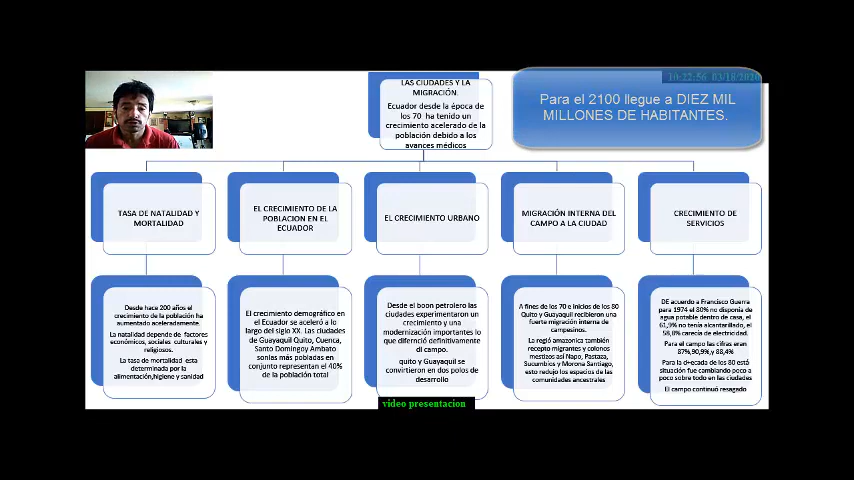 LAS CIUDADES Y LA
MIGRACIÓN.
Ecuador desde la época de
los 70 ha tenido un
crecimiento acelerado de la
población debido a los
avances médicos
10:22:56 03/18/2020
Para el 2100 llegue a DIEZ MIL
MILLONES DE HABITANTES.
TASA DE NATALIDAD Y
MORTALIDAD
EL CRECIMIENTO DE LA
POBLACION EN EL
ECUADOR
EL CRECIMIENTO URBANO
MIGRACIÓN INTERNA DEL
CAMPO A LA CIUDAD
CRECIMIENTO DE
SERVICIOS
Desde hace 200 años el
crecimiento de la población ha
aumentado aceleradamente.
La natalidad depende de factores
económicos, sociales culturales y
religiosos.
La tasa de mortalidad esta
determinada por la
alimentación,higiene y sanidad
El crecimiento demográfico en
el Ecuador se aceleró a lo
largo del siglo XX. Las ciudades
de Guayaquil Quito, Cuenca,
Santo Domingoy Ambato
sonlas más pobladas en
conjunto representan el 40%
de la población total
Desde el boon petrolero las
ciudades experimentaron un
crecimiento y una
modernización importantes lo
que difernció definitivamente
dl campo.
quito y Guayaquil se
convirtieron en dos polos de
desarrollo
A fines de los 70 e inicios de los 80
Quito y Guayaquil recibieron una
fuerte migración interna de
campesinos.
La regió amazonica también
recepto migrantes y colonos
mestizos así Napo, Pastaza,
Sucumbios y Morona Santiago,
esto redujo los espacios de las
comunidades ancestrales
DE acuerdo a Francisco Guerra
para 1974 el 80% no disponía de
agua potable dentro de casa, el
61,9% no tenía alcantarillado, el
58,8% carecía de electricidad.
Para el campo las cifras eran
87%,90,9%,y 88,4%
Para la d+ecada de los 80 está
situación fue cambiando poco a
poco sobre todo en las ciudades
El campo continuó resagado
video presentacion